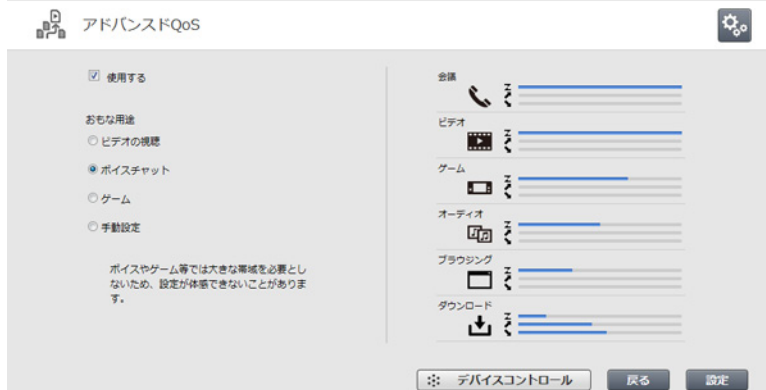 アドバンスドQoS
使用する
おもな用途
ビデオの視聴
ボイスチャット
ゲーム
手動設定
ボイスやゲーム等では大きな帯域を必要とし
ないため、設定が体感できないことがありま
す。
会議
ビデオ
ゲーム
オーディオ
ブラウジング
ダウンロード
デバイスコントロール
戻る
設定